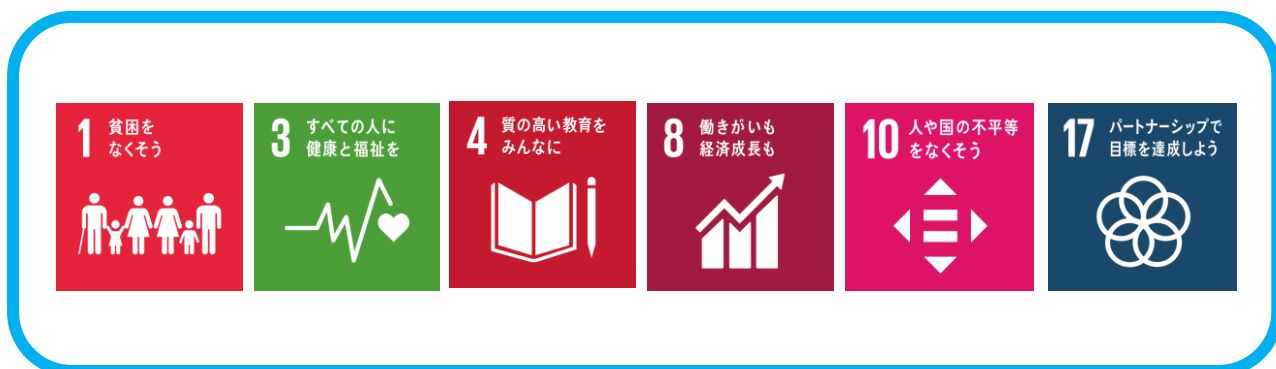 1 貧困を
なくそう
3 すべての人に
健康と福祉を
4 質の高い教育を
みんなに
8 働きがいも
経済成長も
10 人や国の不平等
をなくそう
17 パートナーシップで
目標を達成しよう